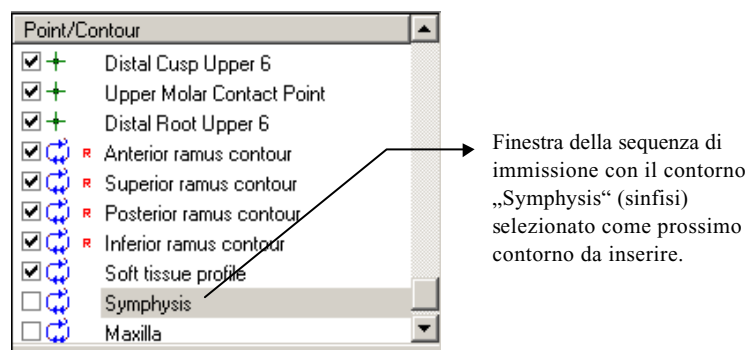 Point/Contour
Distal Cusp Upper 6
Upper Molar Contact Point
Distal Root Upper 6
R Anterior ramus contour
R Superior ramus contour
R Posterior ramus contour
R Inferior ramus contour
Soft tissue profile
Symphysis
Maxilla
Finestra della sequenza di
immissione con il contorno
„Symphysis“ (sinfisi)
selezionato come prossimo
contorno da inserire.